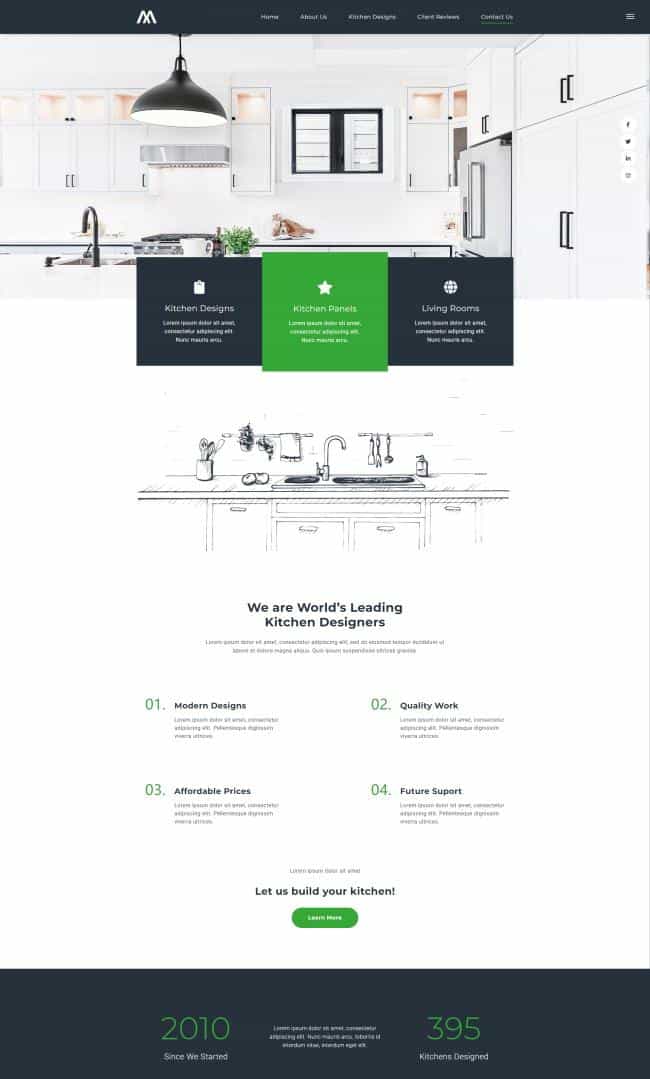 Home About Us Kitchen Designs Client Reviews Contact Us
Kitchen Designs
Lorem ipsum dolor sit amet,
consectetur adipiscing elit.
Nunc mauris arcu.
Kitchen Panels
Lorem ipsum dolor sit amet,
consectetur adipiscing elit.
Nunc mauris arcu.
Living Rooms
Lorem ipsum dolor sit amet,
consectetur adipiscing elit.
Nunc mauris arcu.
We are World's Leading
Kitchen Designers
Lorem ipsum dolor sit amet, consectetur adipiscing elit, sed do eiusmod tempor incididunt ut
labore et dolore magna aliqua. Quis ipsum suspendisse ultrices gravida
01. Modern Designs
Lorem ipsum dolor sit amet, consectetur
adipiscing elit. Pellentesque dignissim
viverra ultrices.
02. Quality Work
Lorem ipsum dolor sit amet, consectetur
adipiscing elit. Pellentesque dignissim
viverra ultrices.
03. Affordable Prices
Lorem ipsum dolor sit amet, consectetur
adipiscing elit. Pellentesque dignissim
viverra ultrices.
04. Future Suport
Lorem ipsum dolor sit amet, consectetur
adipiscing elit. Pellentesque dignissim
viverra ultrices.
Lorem ipsum dolor sit amet
Let us build your kitchen!
Learn More
2010
Since We Started
Lorem ipsum dolor sit amet, consectetur
adipiscing elit. Nunc mauris arcu, lobortis id
interdum vitae, interdum eget elit.
395
Kitchens Designed